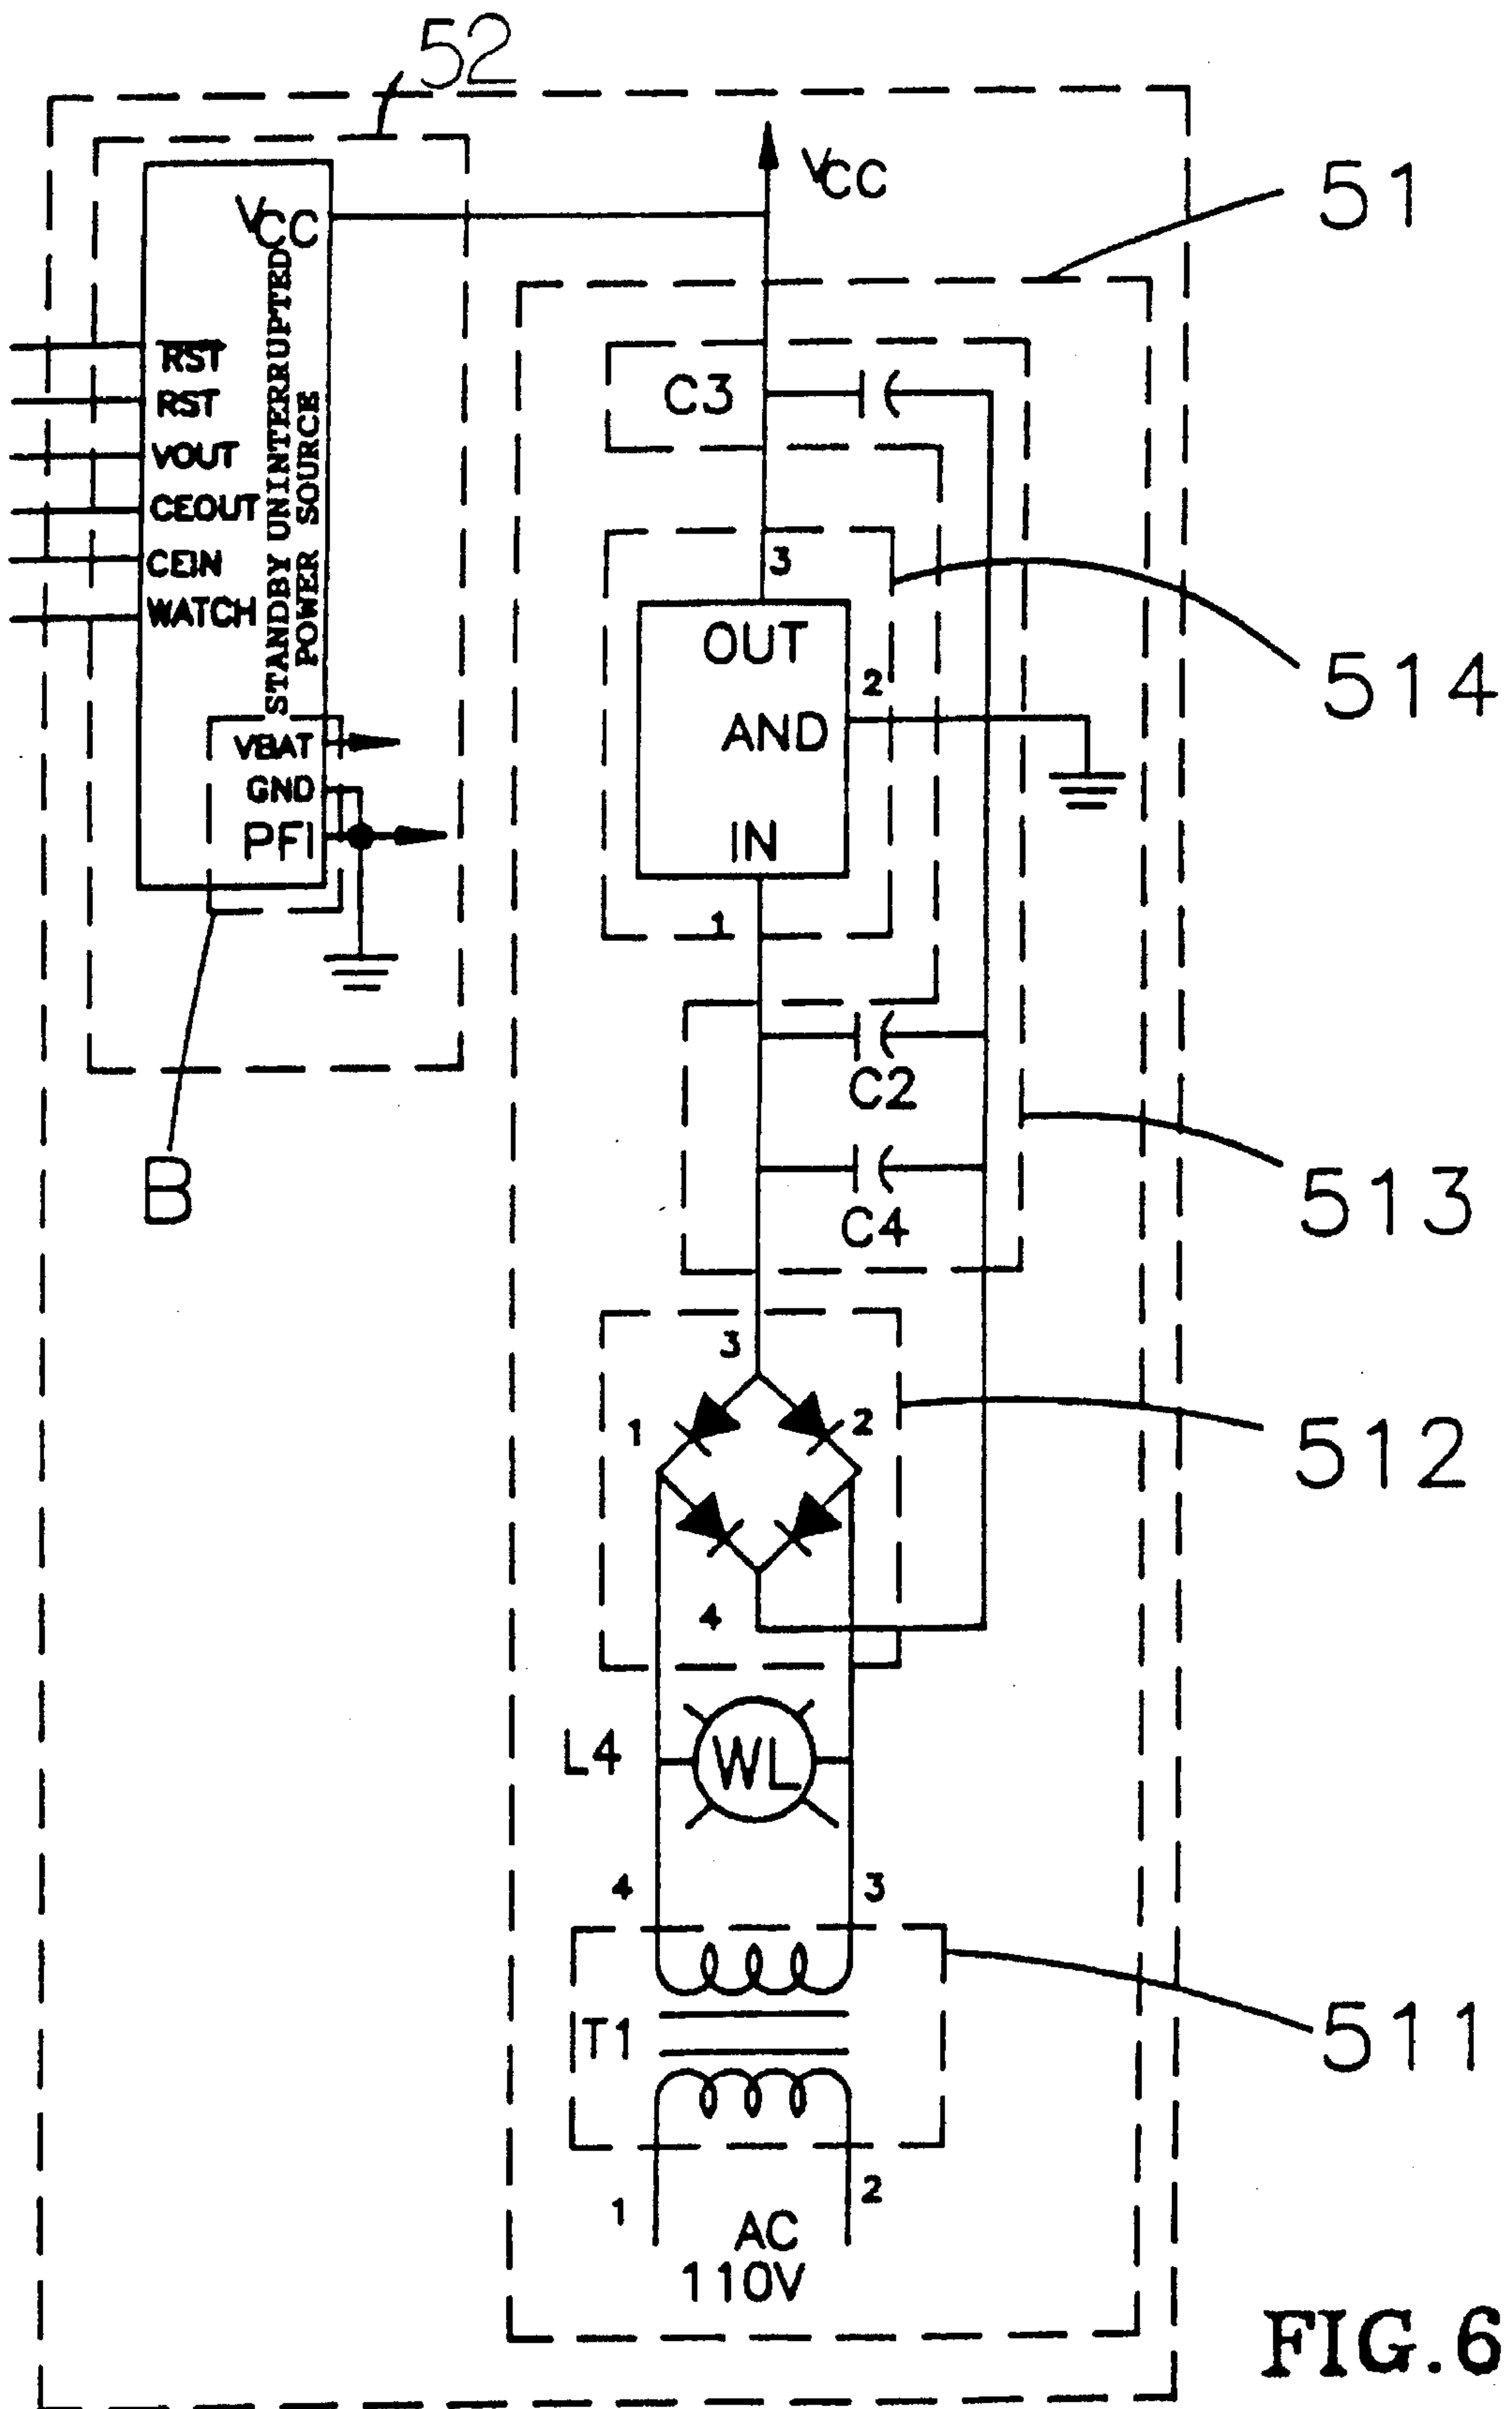 52
VCC
VCC
51
RST
RST
VOUT
CEOUT
CEIN
WATCH
STANDBY UNINTERRUPTED
POWER SOURCE
VBAT
GND
PFI
B
C3
3
OUT
2
AND
IN
1
514
C2
C4
513
3
1
2
4
512
L4
WL
4
3
T1
511
1
2
AC
110V
FIG.6